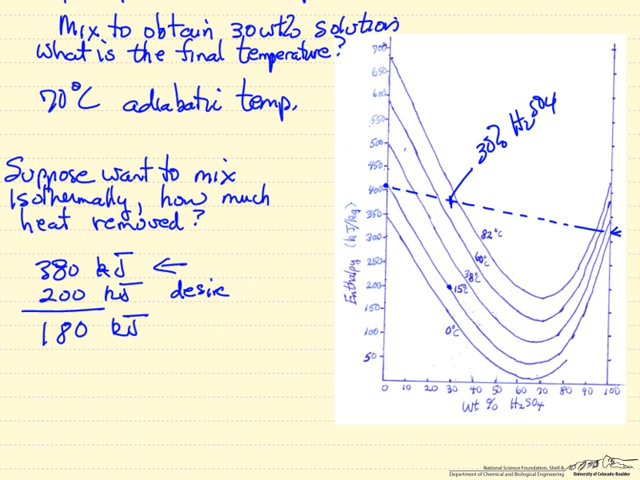 Mix to obtain 30 wt% solution
What is the final temperature?
70°C adiabatic temp.
Suppose want to mix
isothermally, how much
heat removed?
380 kJ ←
200 kJ desire
180 kJ
30% H2SO4
Enthalpy (kJ/kg)
700
650
600
550
500
450
400
350
300
250
200
150
100
50
82°C
60°C
38°C
15°C
0°C
0 10 20 30 40 50 60 70 80 90 100
Wt % H2SO4
National Science Foundation, Shell &
Department of Chemical and Biological Engineering
University of Colorado Boulder